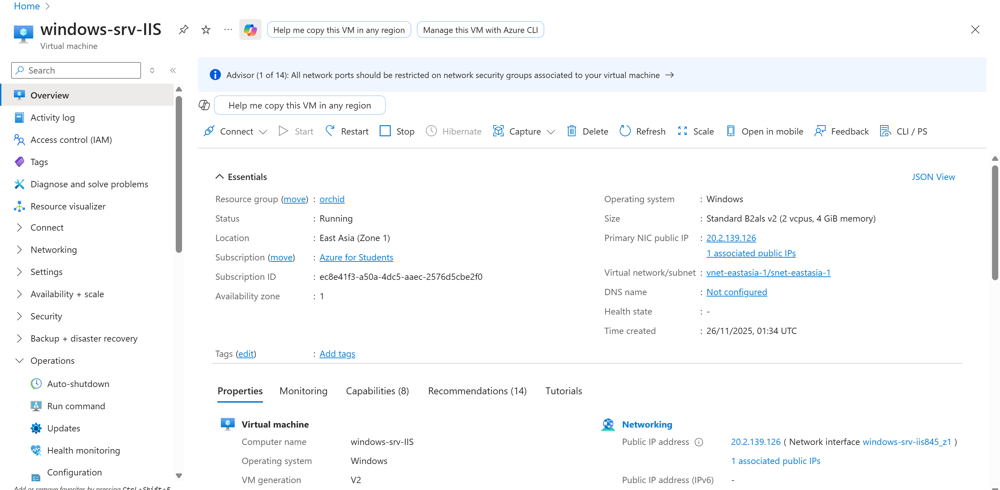 Home
windows-srv-IIS
Virtual machine
Help me copy this VM in any region
Manage this VM with Azure CLI
Search
Overview
Activity log
Access control (IAM)
Tags
Diagnose and solve problems
Resource visualizer
Connect
Networking
Settings
Availability + scale
Security
Backup + disaster recovery
Operations
Auto-shutdown
Run command
Updates
Health monitoring
Configuration
Add or remove favorites by pressing Ctrl+Shift+F
Advisor (1 of 14): All network ports should be restricted on network security groups associated to your virtual machine →
Help me copy this VM in any region
Connect Start Restart Stop Hibernate Capture Delete Refresh Scale Open in mobile Feedback CLI / PS
Essentials
JSON View
Resource group (move) : orchid
Status : Running
Location : East Asia (Zone 1)
Subscription (move) : Azure for Students
Subscription ID : ec8e41f3-a50a-4dc5-aaec-2576d5cbe2f0
Availability zone : 1
Operating system : Windows
Size : Standard B2als v2 (2 vcpus, 4 GiB memory)
Primary NIC public IP : 20.2.139.126
1 associated public IPs
Virtual network/subnet : vnet-eastasia-1/snet-eastasia-1
DNS name : Not configured
Health state : -
Time created : 26/11/2025, 01:34 UTC
Tags (edit) : Add tags
Properties Monitoring Capabilities (8) Recommendations (14) Tutorials
Virtual machine
Computer name windows-srv-IIS
Operating system Windows
VM generation V2
Networking
Public IP address 20.2.139.126 ( Network interface windows-srv-iis845_z1 )
1 associated public IPs
Public IP address (IPv6) -